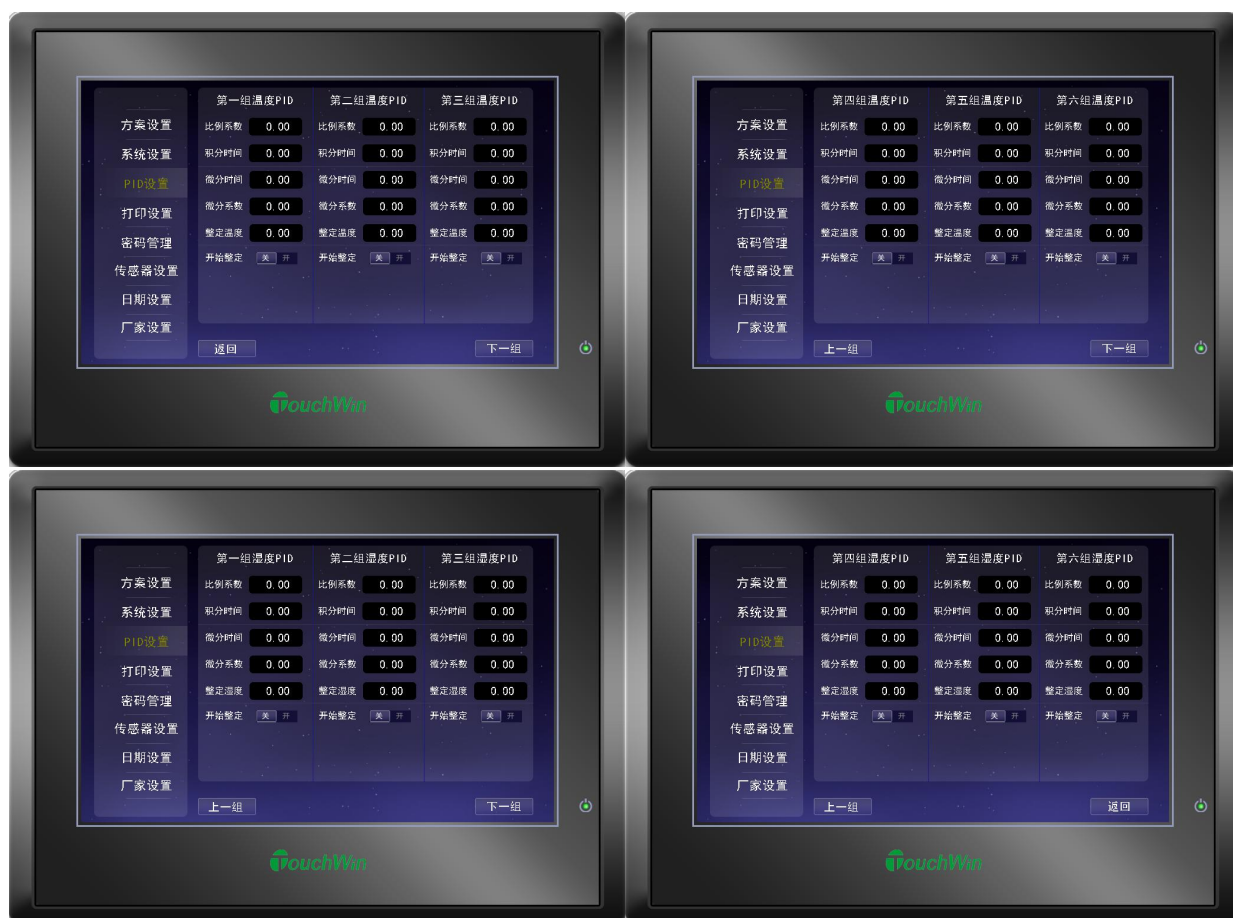 第一组温度PID 第二组温度PID 第三组温度PID
方案设置 比例系数 0.00 比例系数 0.00 比例系数 0.00
系统设置 积分时间 0.00 积分时间 0.00 积分时间 0.00
PID设置 微分时间 0.00 微分时间 0.00 微分时间 0.00
打印设置 微分系数 0.00 微分系数 0.00 微分系数 0.00
密码管理 整定温度 0.00 整定温度 0.00 整定温度 0.00
传感器设置 开始整定 关 开 开始整定 关 开 开始整定 关 开
日期设置
厂家设置
返回 下一组
TouchWin
第四组温度PID 第五组温度PID 第六组温度PID
方案设置 比例系数 0.00 比例系数 0.00 比例系数 0.00
系统设置 积分时间 0.00 积分时间 0.00 积分时间 0.00
PID设置 微分时间 0.00 微分时间 0.00 微分时间 0.00
打印设置 微分系数 0.00 微分系数 0.00 微分系数 0.00
密码管理 整定温度 0.00 整定温度 0.00 整定温度 0.00
传感器设置 开始整定 关 开 开始整定 关 开 开始整定 关 开
日期设置
厂家设置
上一组 下一组
TouchWin
第一组湿度PID 第二组湿度PID 第三组湿度PID
方案设置 比例系数 0.00 比例系数 0.00 比例系数 0.00
系统设置 积分时间 0.00 积分时间 0.00 积分时间 0.00
PID设置 微分时间 0.00 微分时间 0.00 微分时间 0.00
打印设置 微分系数 0.00 微分系数 0.00 微分系数 0.00
密码管理 整定湿度 0.00 整定湿度 0.00 整定湿度 0.00
传感器设置 开始整定 关 开 开始整定 关 开 开始整定 关 开
日期设置
厂家设置
上一组 下一组
TouchWin
第四组湿度PID 第五组湿度PID 第六组湿度PID
方案设置 比例系数 0.00 比例系数 0.00 比例系数 0.00
系统设置 积分时间 0.00 积分时间 0.00 积分时间 0.00
PID设置 微分时间 0.00 微分时间 0.00 微分时间 0.00
打印设置 微分系数 0.00 微分系数 0.00 微分系数 0.00
密码管理 整定湿度 0.00 整定湿度 0.00 整定湿度 0.00
传感器设置 开始整定 关 开 开始整定 关 开 开始整定 关 开
日期设置
厂家设置
上一组 返回
TouchWin